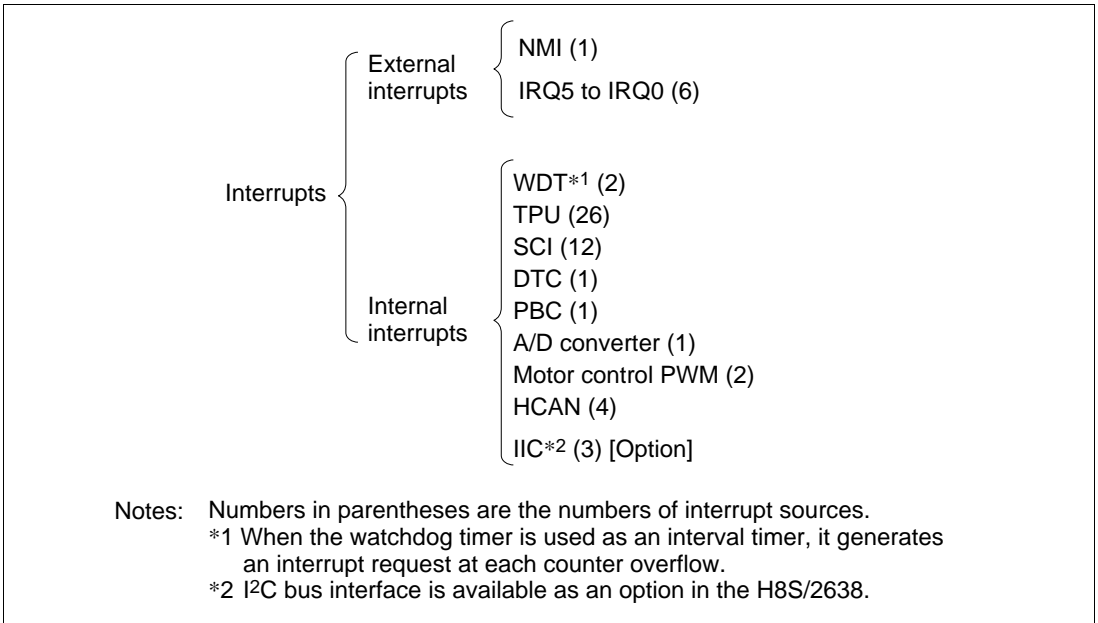 NMI (1)
External
interrupts
IRQ5 to IRQ0 (6)
Interrupts
WDT*1 (2)
TPU (26)
SCI (12)
DTC (1)
Internal
interrupts
PBC (1)
A/D converter (1)
Motor control PWM (2)
HCAN (4)
IIC*2 (3) [Option]
Notes: Numbers in parentheses are the numbers of interrupt sources.
*1 When the watchdog timer is used as an interval timer, it generates
an interrupt request at each counter overflow.
*2 I2C bus interface is available as an option in the H8S/2638.